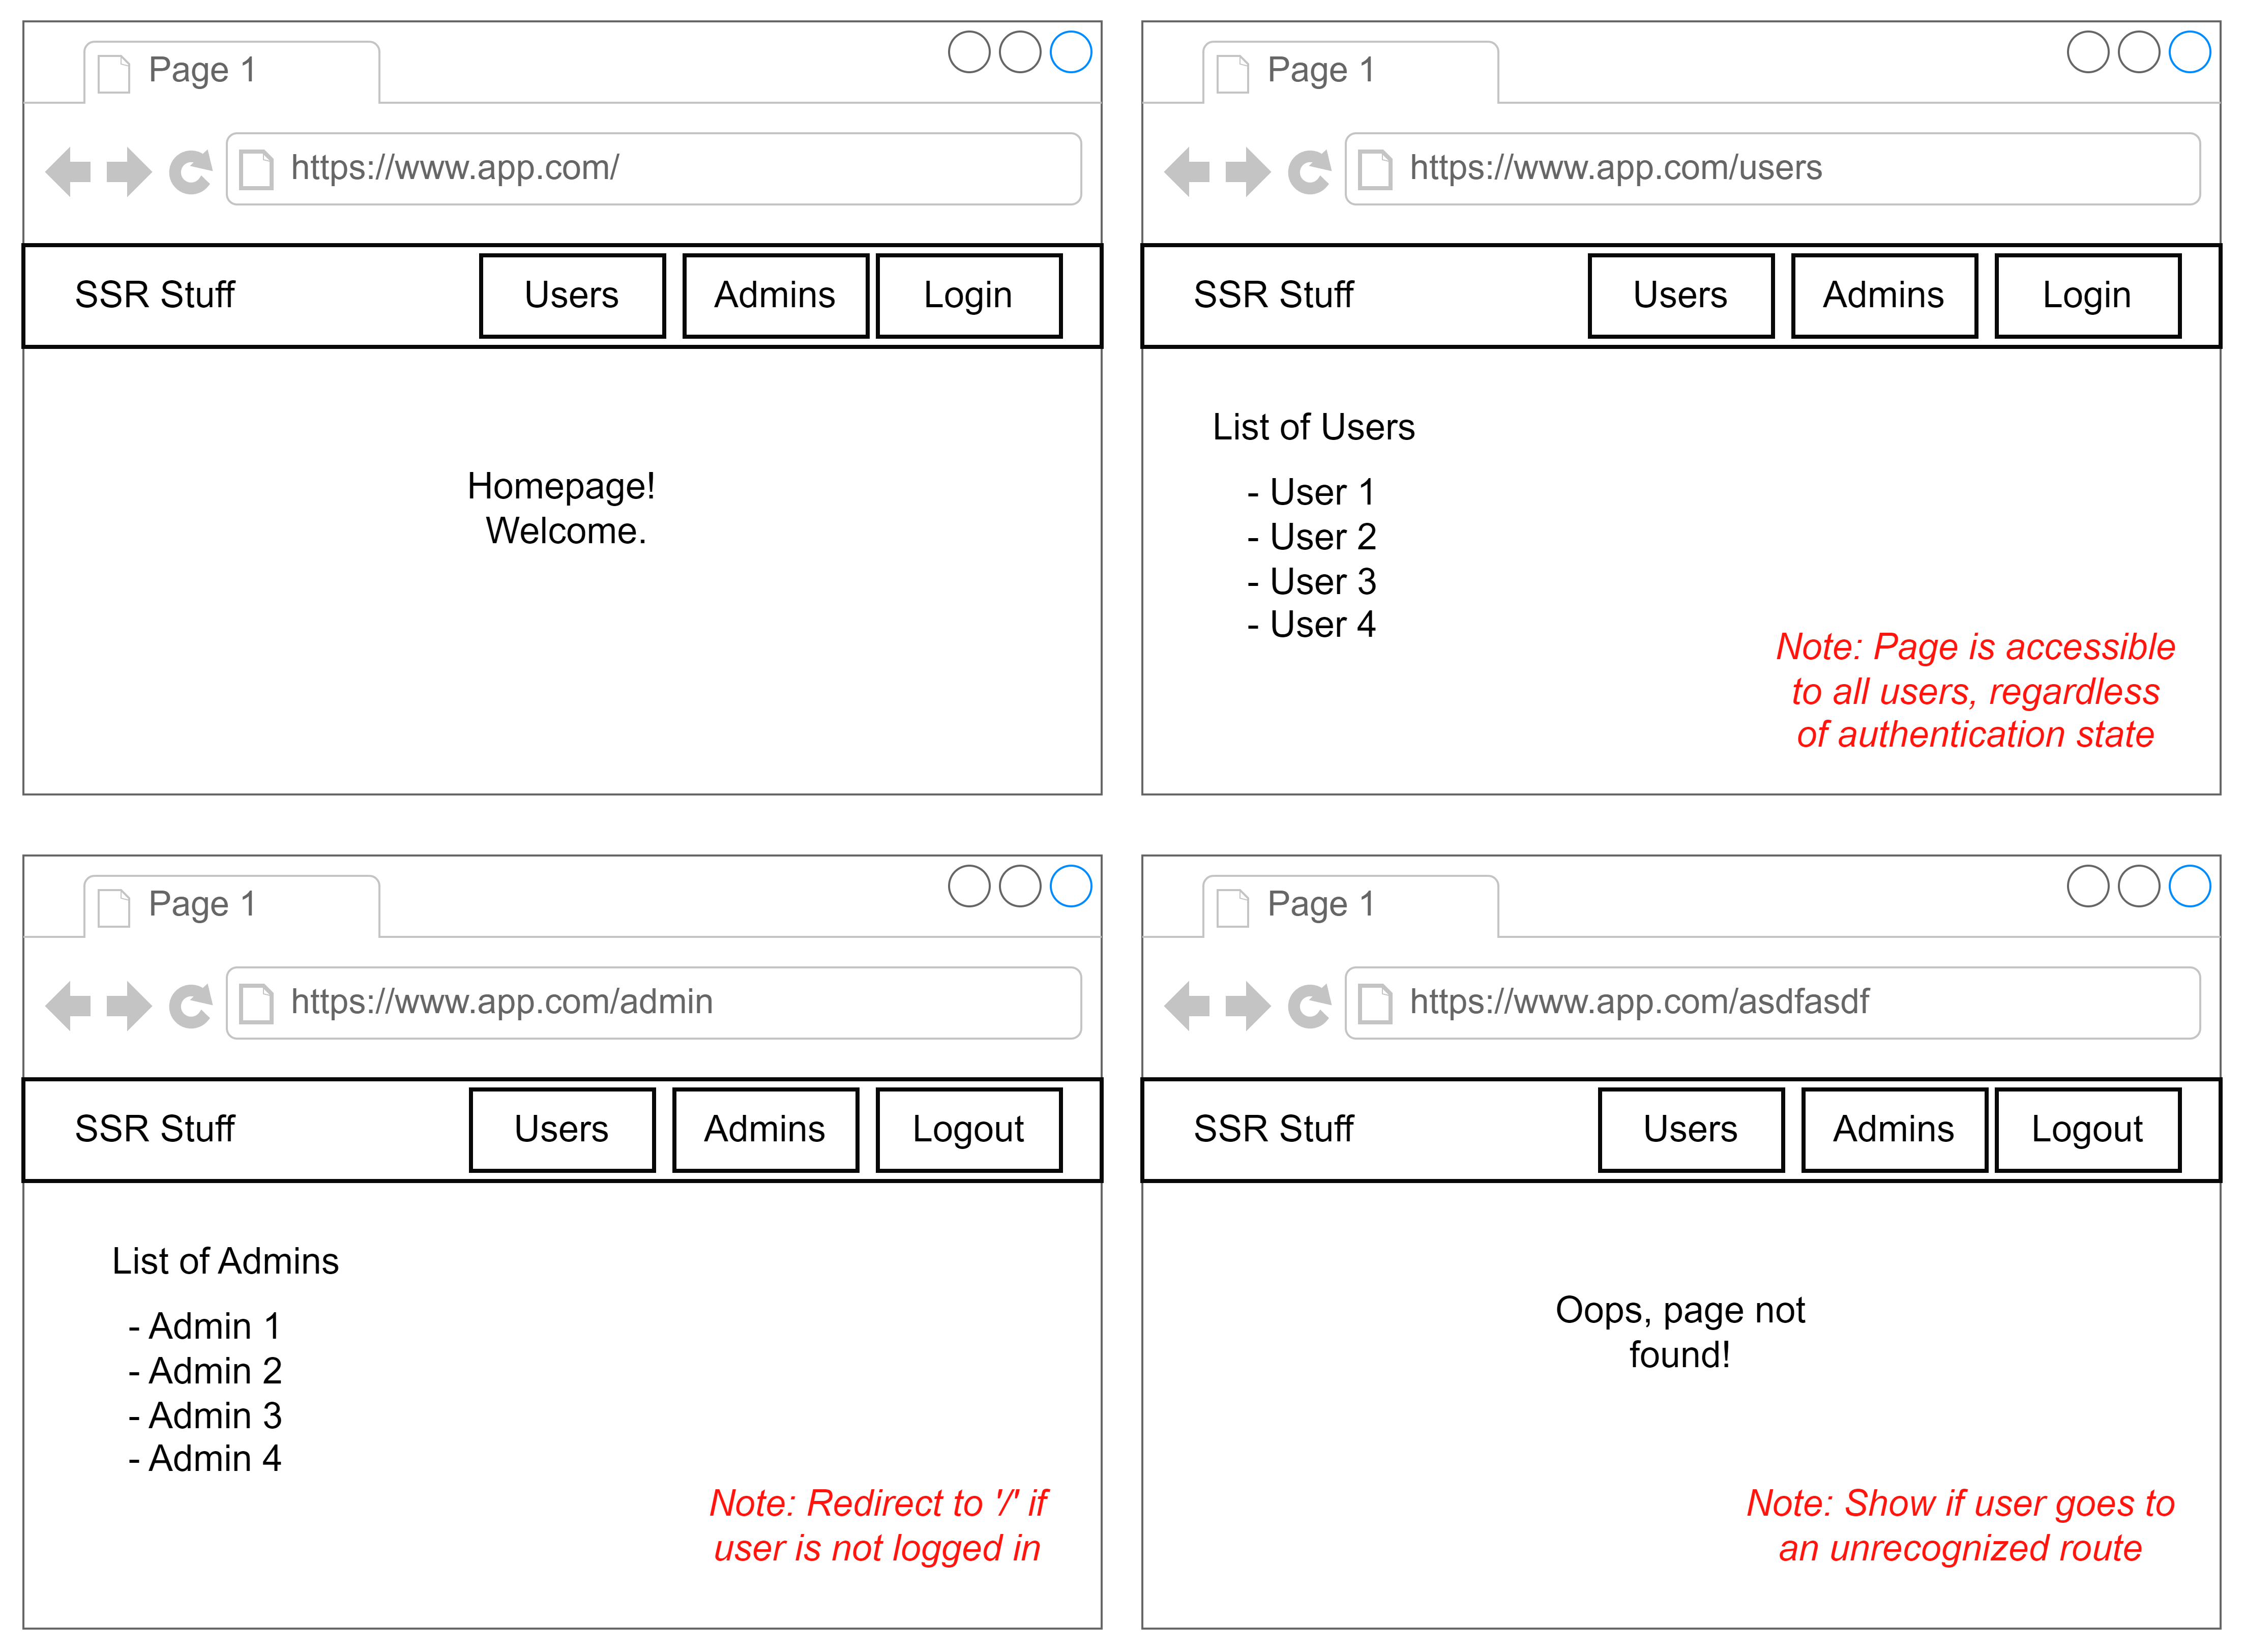 Page 1
https://www.app.com/
SSR Stuff
Users
Admins
Login
Homepage!
Welcome.
Page 1
https://www.app.com/users
SSR Stuff
Users
Admins
Login
List of Users
- User 1
- User 2
- User 3
- User 4
Note: Page is accessible
to all users, regardless
of authentication state
Page 1
https://www.app.com/admin
SSR Stuff
Users
Admins
Logout
List of Admins
- Admin 1
- Admin 2
- Admin 3
- Admin 4
Note: Redirect to '/' if
user is not logged in
Page 1
https://www.app.com/asdfasdf
SSR Stuff
Users
Admins
Logout
Oops, page not
found!
Note: Show if user goes to
an unrecognized route